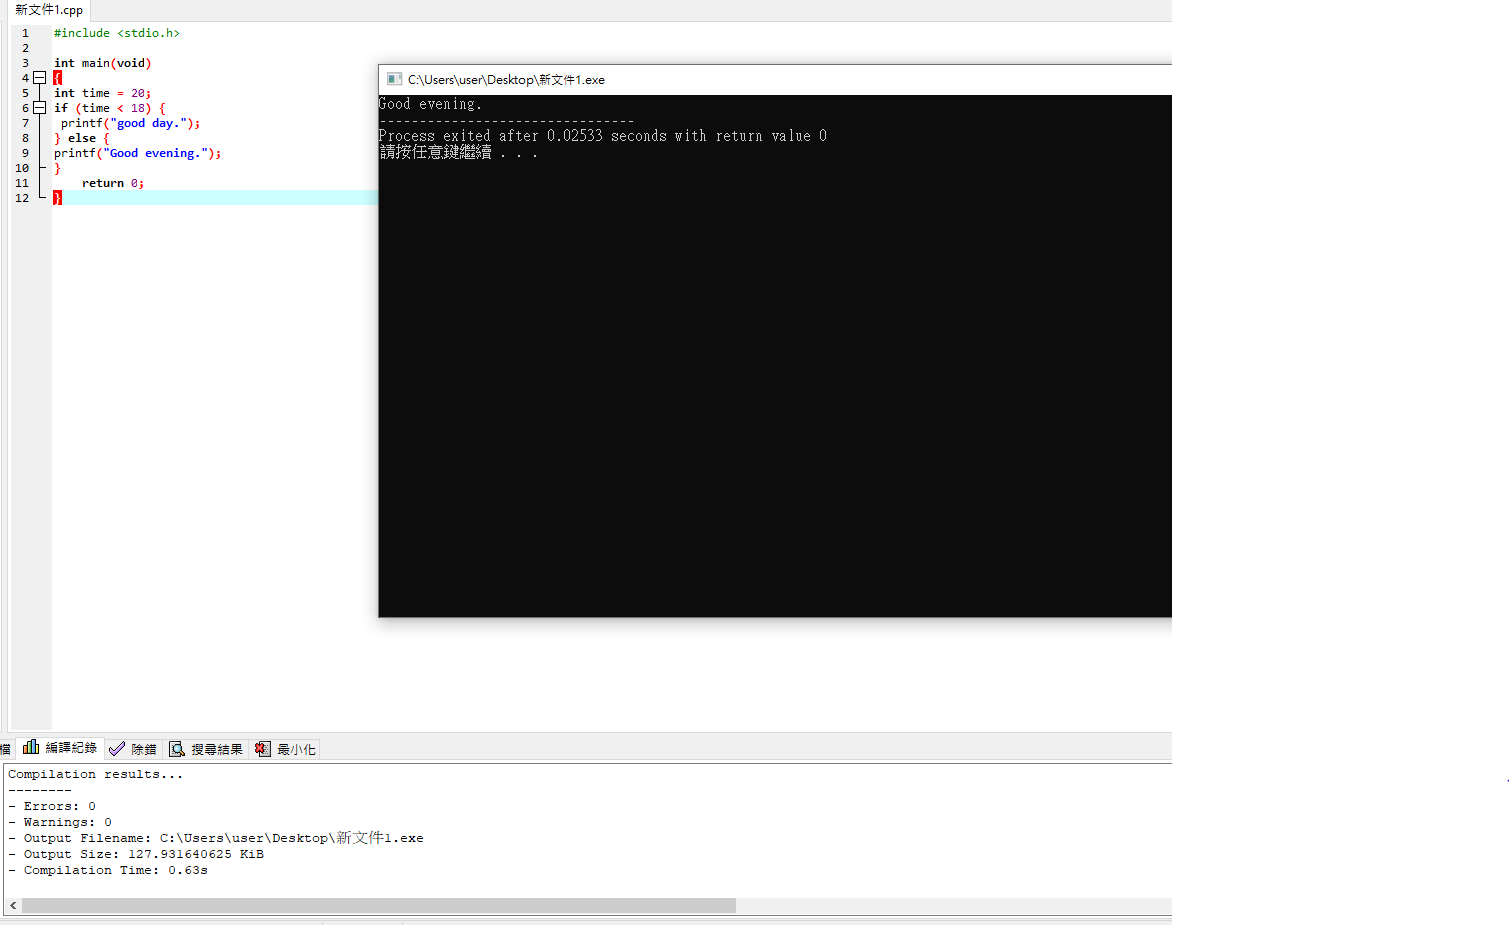 新文件1.cpp
1 #include <stdio.h>
2
3 int main(void)
4 {
5 int time = 20;
6 if (time < 18) {
7  printf("good day.");
8 } else {
9 printf("Good evening.");
10 }
11     return 0;
12 }
C:\Users\user\Desktop\新文件1.exe
Good evening.
--------------------------------
Process exited after 0.02533 seconds with return value 0
請按任意鍵繼續 . . .
檔 編譯紀錄 除錯 搜尋結果 最小化
Compilation results...
--------
- Errors: 0
- Warnings: 0
- Output Filename: C:\Users\user\Desktop\新文件1.exe
- Output Size: 127.931640625 KiB
- Compilation Time: 0.63s